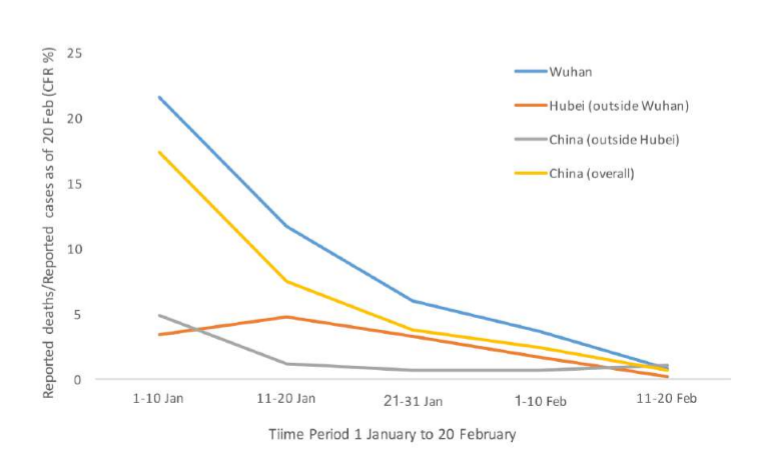 Reported deaths/Reported cases as of 20 Feb (CFR %)
25
20
15
10
5
0
Wuhan
Hubei (outside Wuhan)
China (outside Hubei)
China (overall)
1-10 Jan
11-20 Jan
21-31 Jan
1-10 Feb
11-20 Feb
Tiime Period 1 January to 20 February